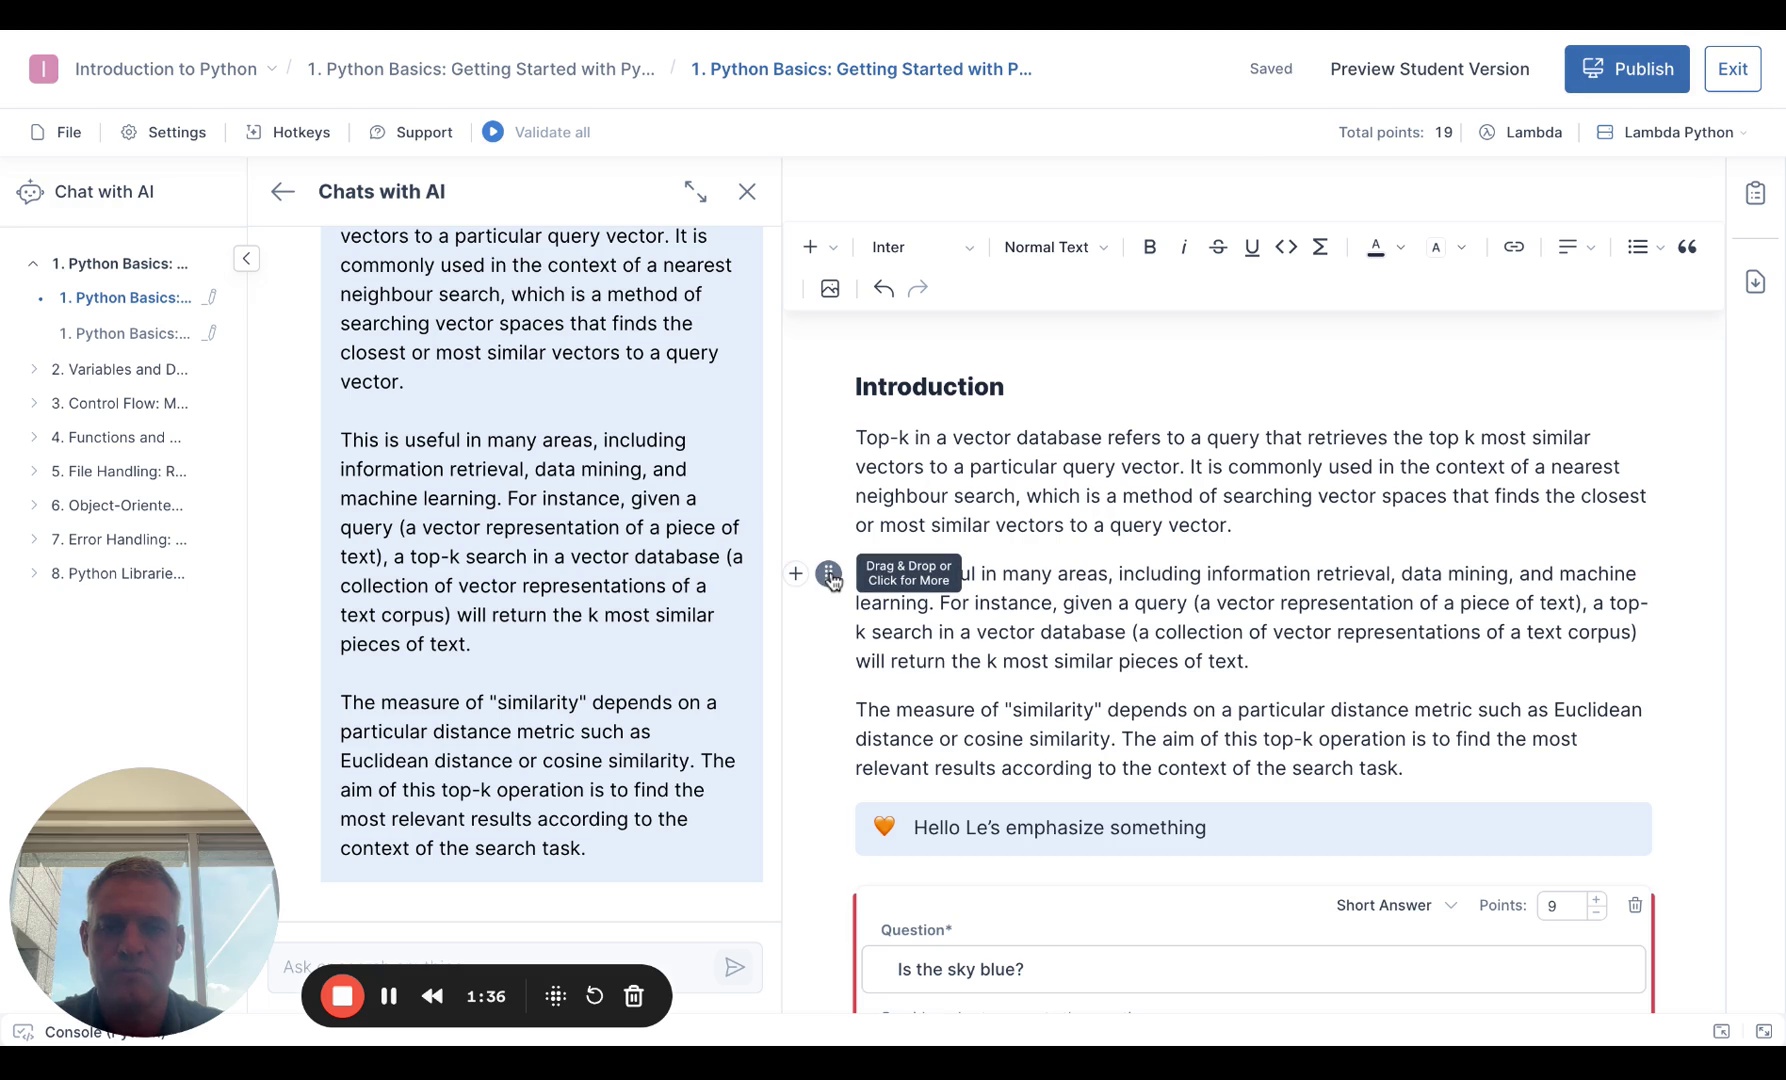 I Introduction to Python / 1. Python Basics: Getting Started with Py... / 1. Python Basics: Getting Started with P...
Saved
Preview Student Version
Publish
Exit
File
Settings
Hotkeys
Support
Validate all
Total points: 19
Lambda
Lambda Python
Chat with AI
1. Python Basics: ...
1. Python Basics:...
1. Python Basics:...
2. Variables and D...
3. Control Flow: M...
4. Functions and ...
5. File Handling: R...
6. Object-Oriente...
7. Error Handling: ...
8. Python Librarie...
Chats with AI
vectors to a particular query vector. It is
commonly used in the context of a nearest
neighbour search, which is a method of
searching vector spaces that finds the
closest or most similar vectors to a query
vector.
This is useful in many areas, including
information retrieval, data mining, and
machine learning. For instance, given a
query (a vector representation of a piece of
text), a top-k search in a vector database (a
collection of vector representations of a
text corpus) will return the k most similar
pieces of text.
The measure of "similarity" depends on a
particular distance metric such as
Euclidean distance or cosine similarity. The
aim of this top-k operation is to find the
most relevant results according to the
context of the search task.
Ask
1:36
Inter
Normal Text
B i S U <> Σ A A
Introduction
Top-k in a vector database refers to a query that retrieves the top k most similar
vectors to a particular query vector. It is commonly used in the context of a nearest
neighbour search, which is a method of searching vector spaces that finds the closest
or most similar vectors to a query vector.
Drag & Drop or
Click for More
ul in many areas, including information retrieval, data mining, and machine
learning. For instance, given a query (a vector representation of a piece of text), a top-
k search in a vector database (a collection of vector representations of a text corpus)
will return the k most similar pieces of text.
The measure of "similarity" depends on a particular distance metric such as Euclidean
distance or cosine similarity. The aim of this top-k operation is to find the most
relevant results according to the context of the search task.
🧡 Hello Le's emphasize something
Short Answer
Points: 9
Question*
Is the sky blue?
Console